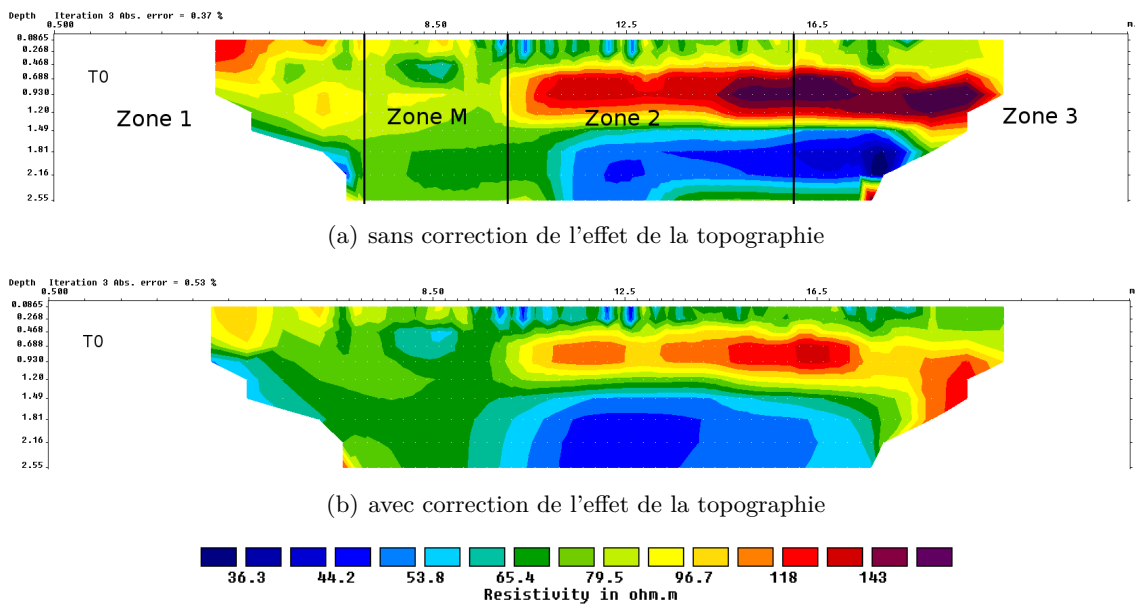 Depth Iteration 3 Abs. error = 0.37 %
0.500 8.50 12.5 16.5 m.
0.0865
0.268
0.468
0.688
0.930
1.20
1.49
1.81
2.16
2.55
T0
Zone 1
Zone M
Zone 2
Zone 3
(a) sans correction de l'effet de la topographie
Depth Iteration 3 Abs. error = 0.53 %
0.500 8.50 12.5 16.5 m
0.0865
0.268
0.468
0.688
0.930
1.20
1.49
1.81
2.16
2.55
T0
(b) avec correction de l'effet de la topographie
36.3 44.2 53.8 65.4 79.5 96.7 118 143
Resistivity in ohm.m